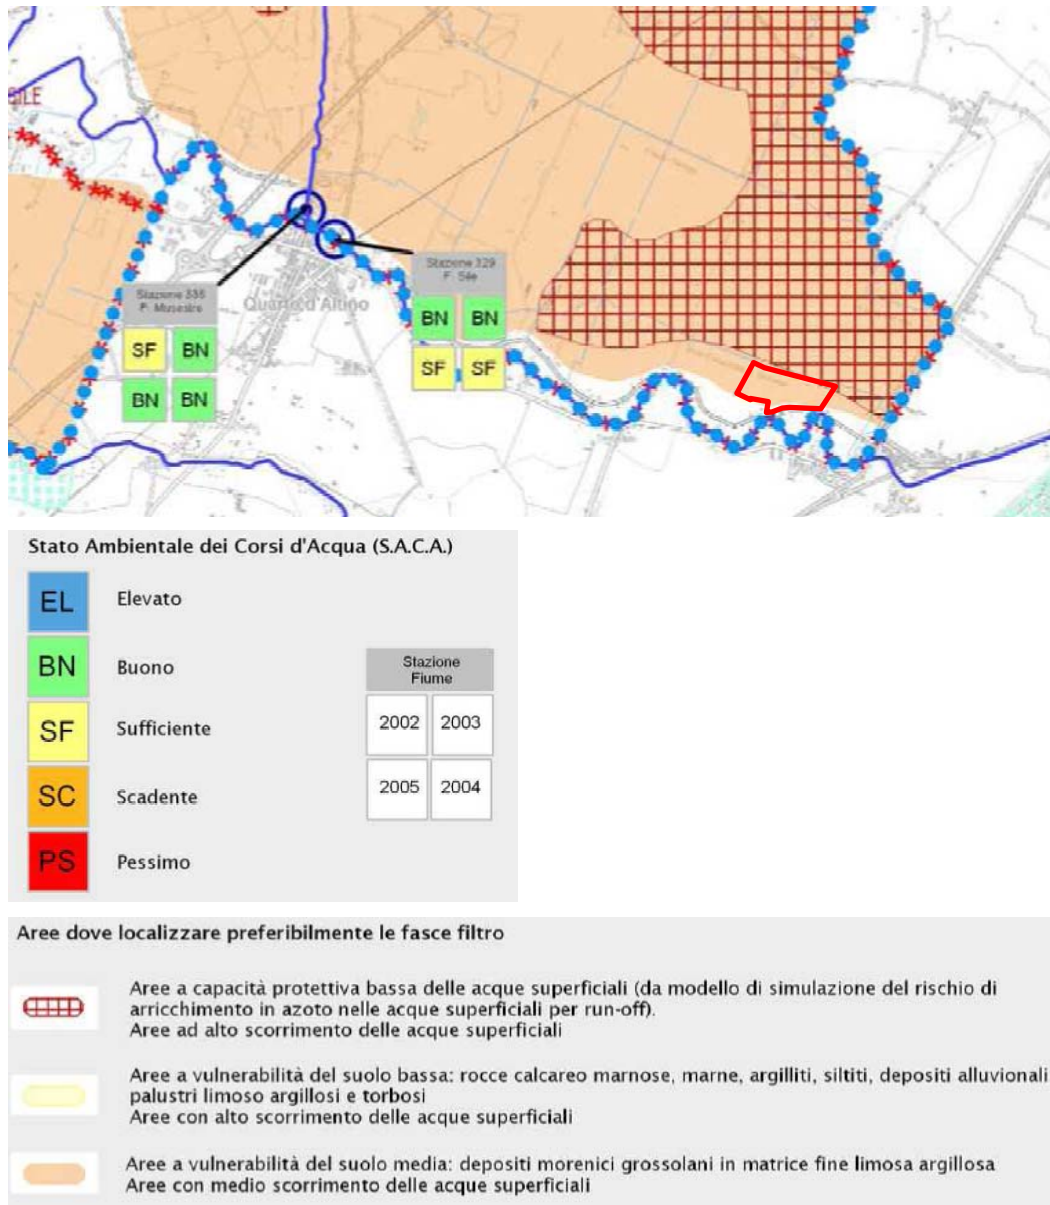 SILE
Stazione 329
F. Sile
Quarto d'Altino
BN BN
SF SF
SF BN
BN BN
Stato Ambientale dei Corsi d'Acqua (S.A.C.A.)
EL Elevato
BN Buono
SF Sufficiente
SC Scadente
PS Pessimo
Stazione
Fiume
2002 2003
2005 2004
Aree dove localizzare preferibilmente le fasce filtro
Aree a capacità protettiva bassa delle acque superficiali (da modello di simulazione del rischio di
arricchimento in azoto nelle acque superficiali per run-off).
Aree ad alto scorrimento delle acque superficiali
Aree a vulnerabilità del suolo bassa: rocce calcareo marnose, marne, argilliti, siltiti, depositi alluvionali
palustri limoso argillosi e torbosi
Aree con alto scorrimento delle acque superficiali
Aree a vulnerabilità del suolo media: depositi morenici grossolani in matrice fine limosa argillosa
Aree con medio scorrimento delle acque superficiali